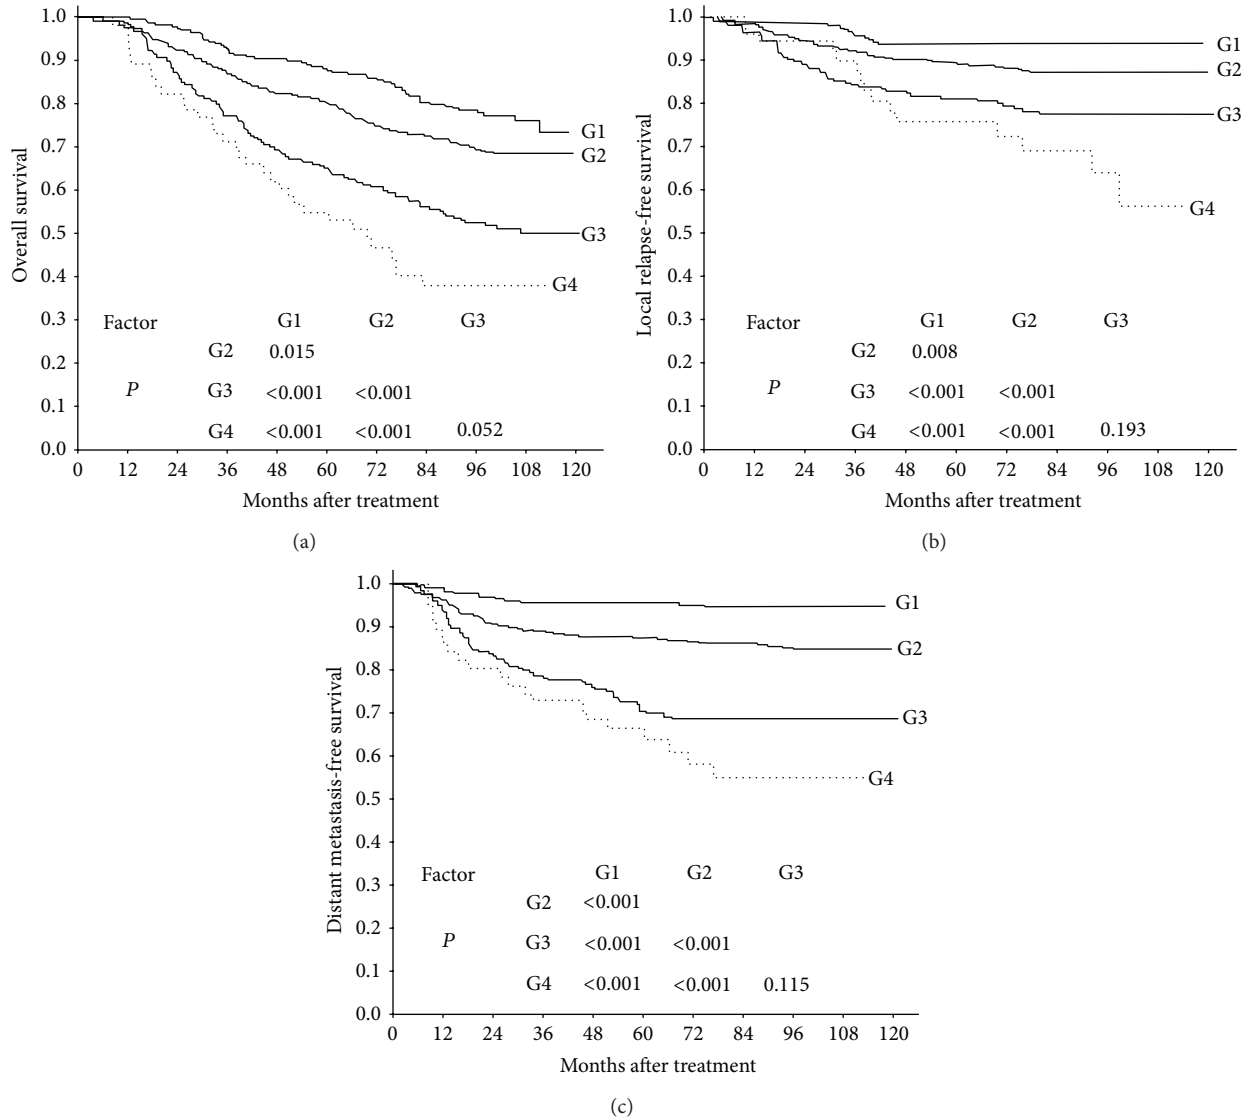 1.0
0.9
0.8
0.7
0.6
0.5
0.4
0.3
0.2
0.1
0.0
Overall survival
G1
G2
G3
G4
Factor G1 G2 G3
G2 0.015
P G3 <0.001 <0.001
G4 <0.001 <0.001 0.052
0 12 24 36 48 60 72 84 96 108 120
Months after treatment
(a)
1.0
0.9
0.8
0.7
0.6
0.5
0.4
0.3
0.2
0.1
0.0
Local relapse-free survival
G1
G2
G3
G4
Factor G1 G2 G3
G2 0.008
P G3 <0.001 <0.001
G4 <0.001 <0.001 0.193
0 12 24 36 48 60 72 84 96 108 120
Months after treatment
(b)
1.0
0.9
0.8
0.7
0.6
0.5
0.4
0.3
0.2
0.1
0.0
Distant metastasis-free survival
G1
G2
G3
G4
Factor G1 G2 G3
G2 <0.001
P G3 <0.001 <0.001
G4 <0.001 <0.001 0.115
0 12 24 36 48 60 72 84 96 108 120
Months after treatment
(c)